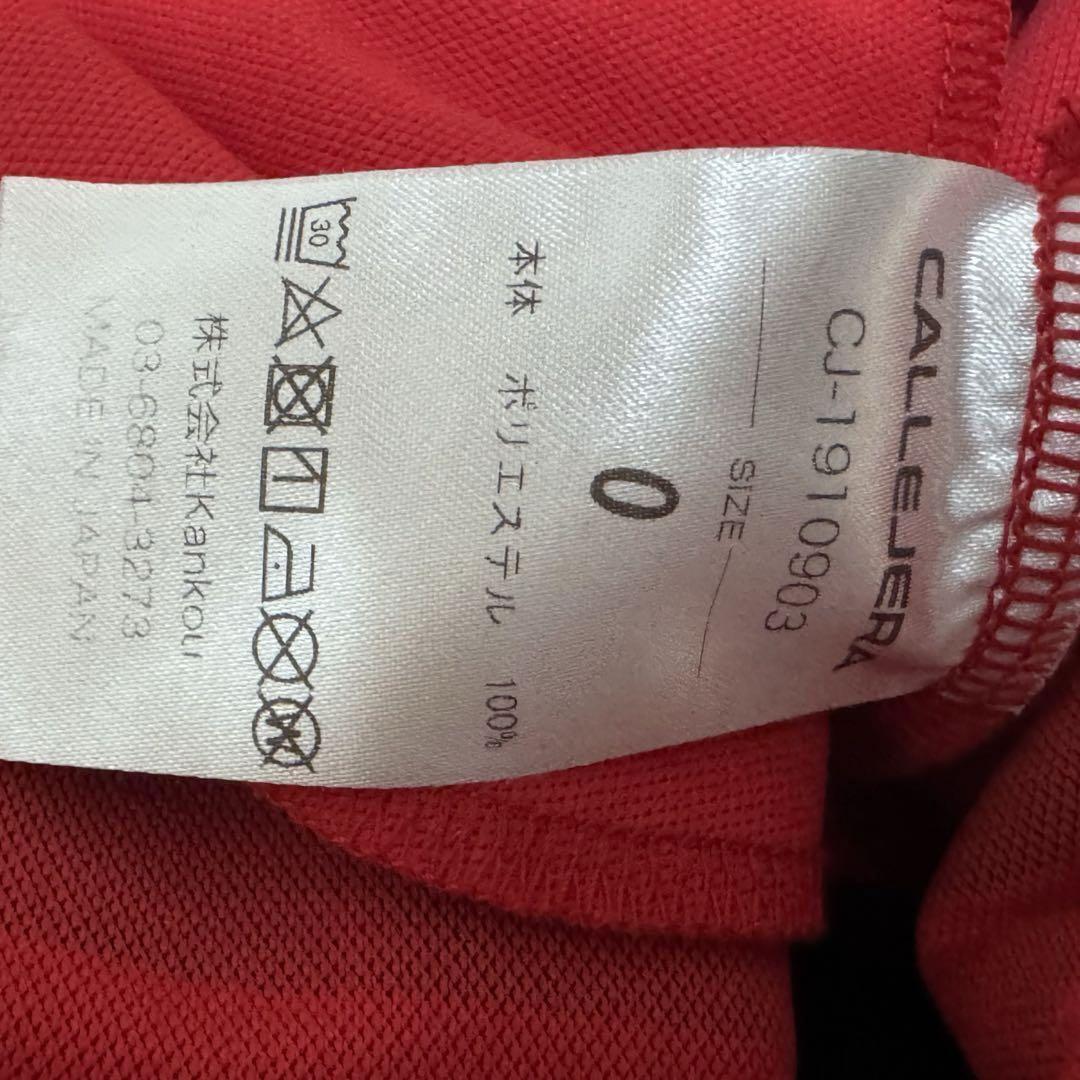 CALLEJERA
CJ-1910903
SIZE
0
本体 ポリエステル 100%
30
株式会社Kankou
03-6804-3273
MADE IN JAPAN